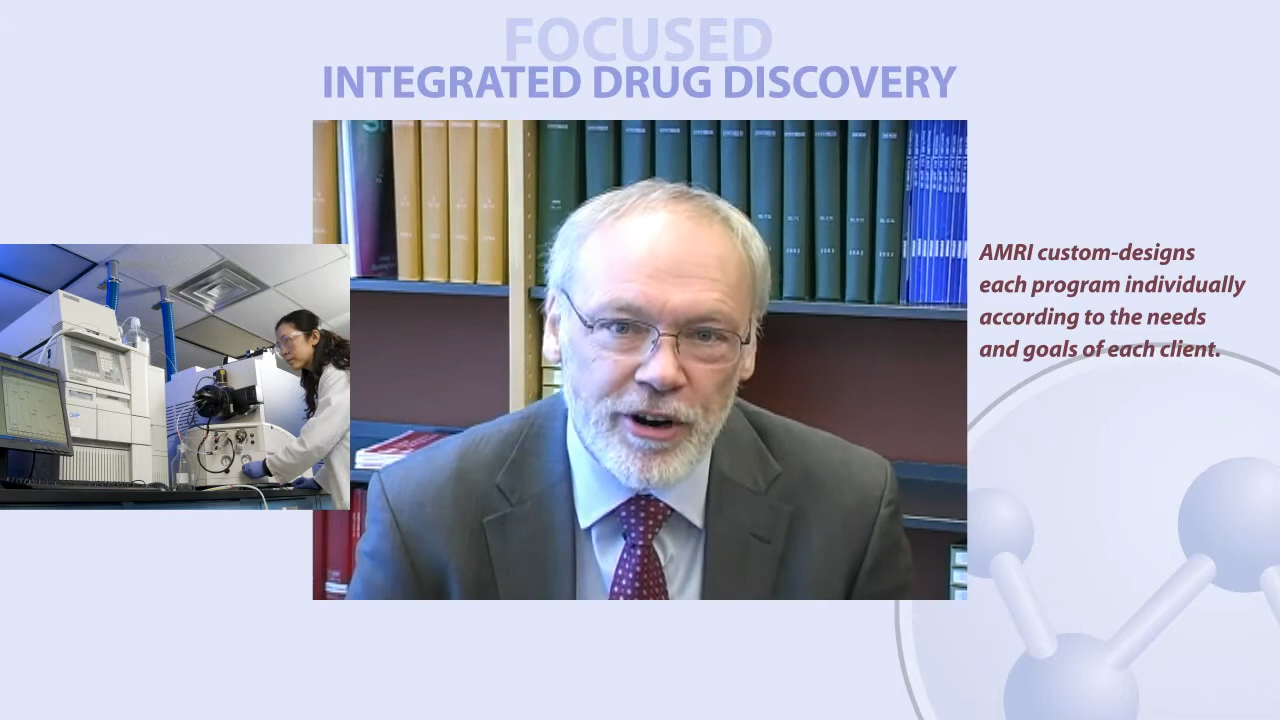 FOCUSED
INTEGRATED DRUG DISCOVERY
AMRI custom-designs
each program individually
according to the needs
and goals of each client.